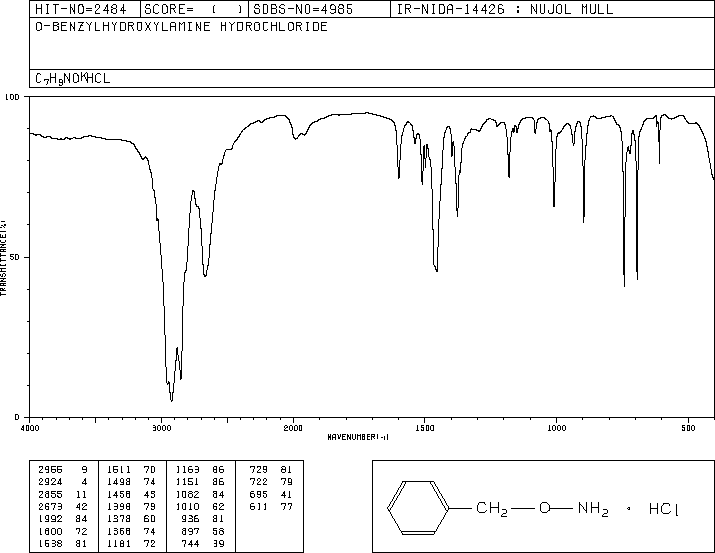 HIT-NO=2484 SCORE= ( ) SDBS-NO=4985 IR-NIDA-14426 : NUJOL MULL
O-BENZYLHYDROXYLAMINE HYDROCHLORIDE
C7H9NO·HCL
100
50
0
TRANSMITTANCE(%)
4000 3000 2000 1500 1000 500
WAVENUMBER(-1)
2966 9 1511 70 1163 86 729 81
2924 4 1498 74 1151 86 722 79
2855 11 1458 45 1082 84 695 41
2673 42 1398 79 1010 62 611 77
1992 84 1378 60 936 81
1600 72 1368 74 897 58
1538 81 1181 72 744 39
CH2 O NH2 · HCl